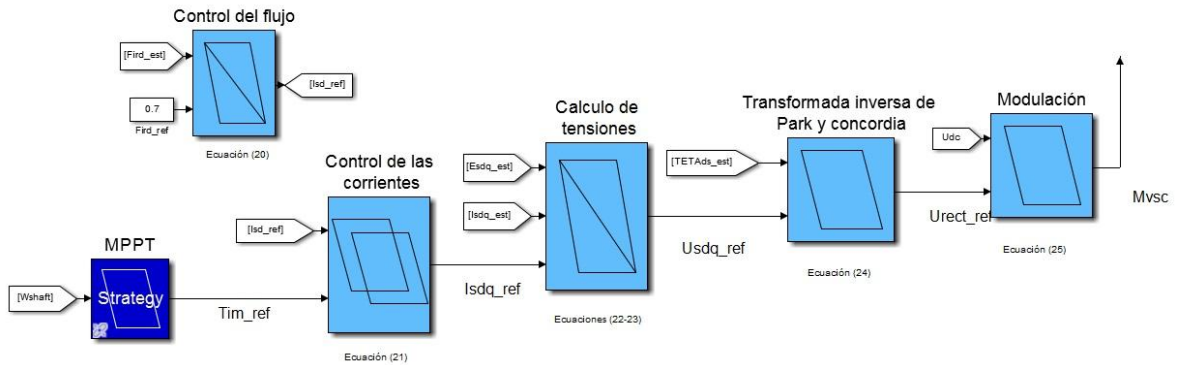 Control del flujo
[Fird_est]
[Isd_ref]
0.7
Fird_ref
Ecuación (20)
Control de las
corrientes
[Isd_ref]
MPPT
[Wshaft]
Strategy
Tim_ref
Ecuación (21)
Isdq_ref
Calculo de
tensiones
[Esdq_est]
[Isdq_est]
Ecuaciones (22-23)
Usdq_ref
Transformada inversa de
Park y concordia
[TETAds_est]
Ecuación (24)
Urect_ref
Modulación
Udc
Ecuación (25)
Mvsc